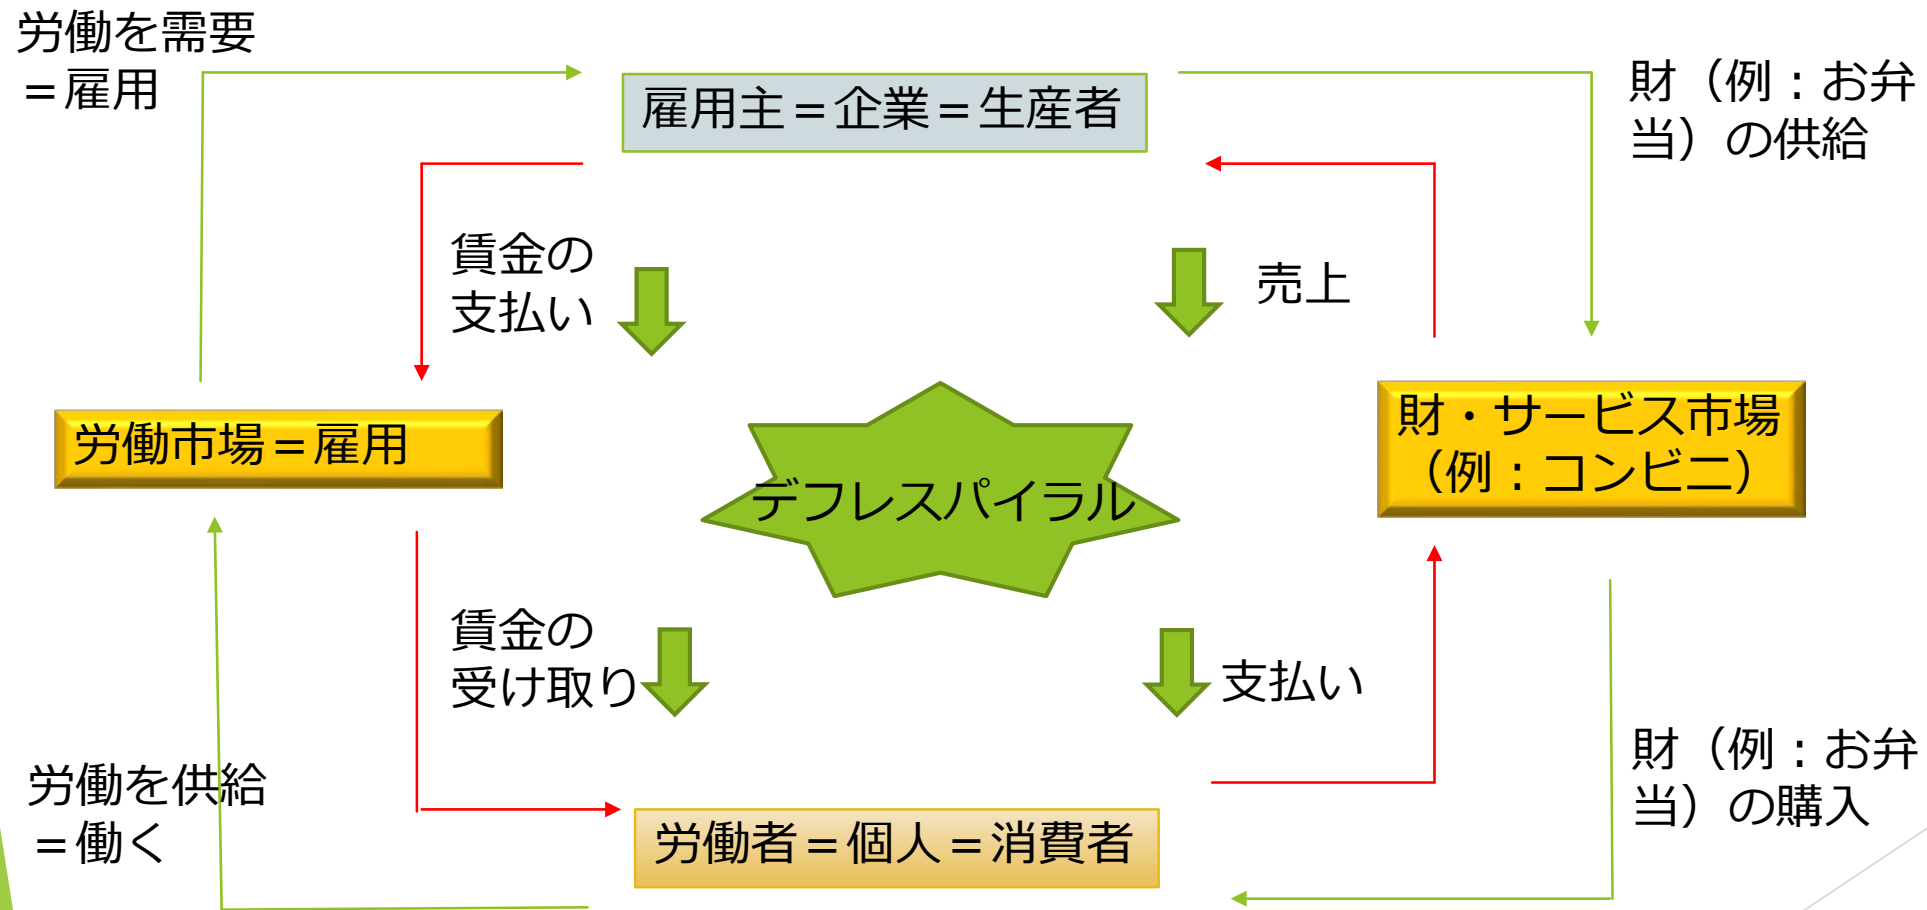 労働を需要
＝雇用
雇用主＝企業＝生産者
財（例：お弁
当）の供給
賃金の
支払い
売上
労働市場＝雇用
デフレスパイラル
財・サービス市場
（例：コンビニ）
賃金の
受け取り
支払い
労働を供給
＝働く
労働者＝個人＝消費者
財（例：お弁
当）の購入